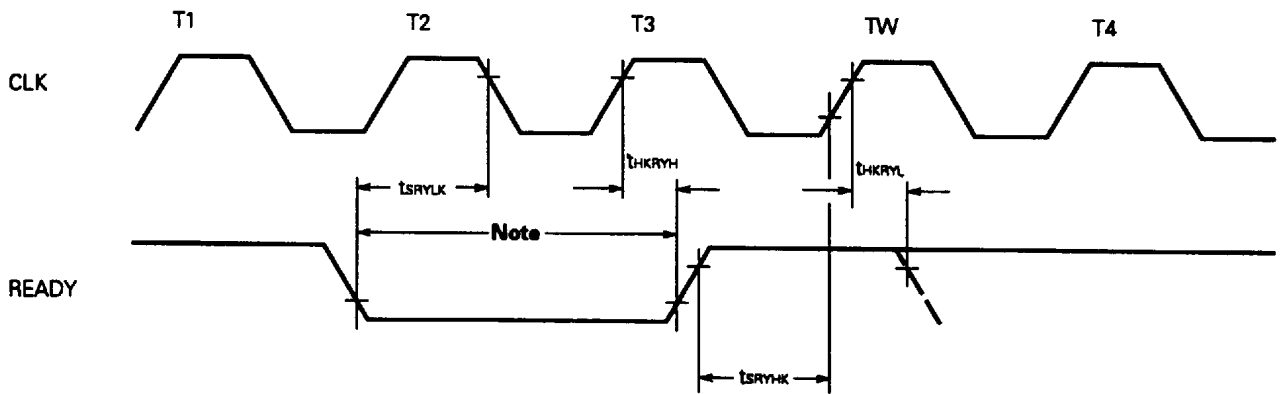 T1 T2 T3 TW T4
CLK
tHKRYH tHKRYL
tSRYLK
Note
READY
tSRYHK